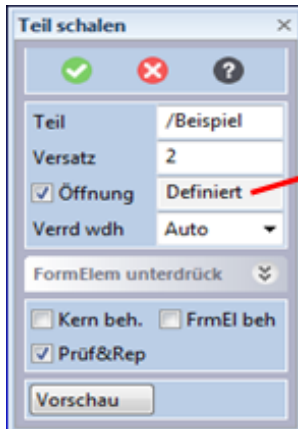 Teil schalen
Teil /Beispiel
Versatz 2
Öffnung Definiert
Verrd wdh Auto
FormElem unterdrück
Kern beh. FrmEl beh
Prüf&Rep
Vorschau